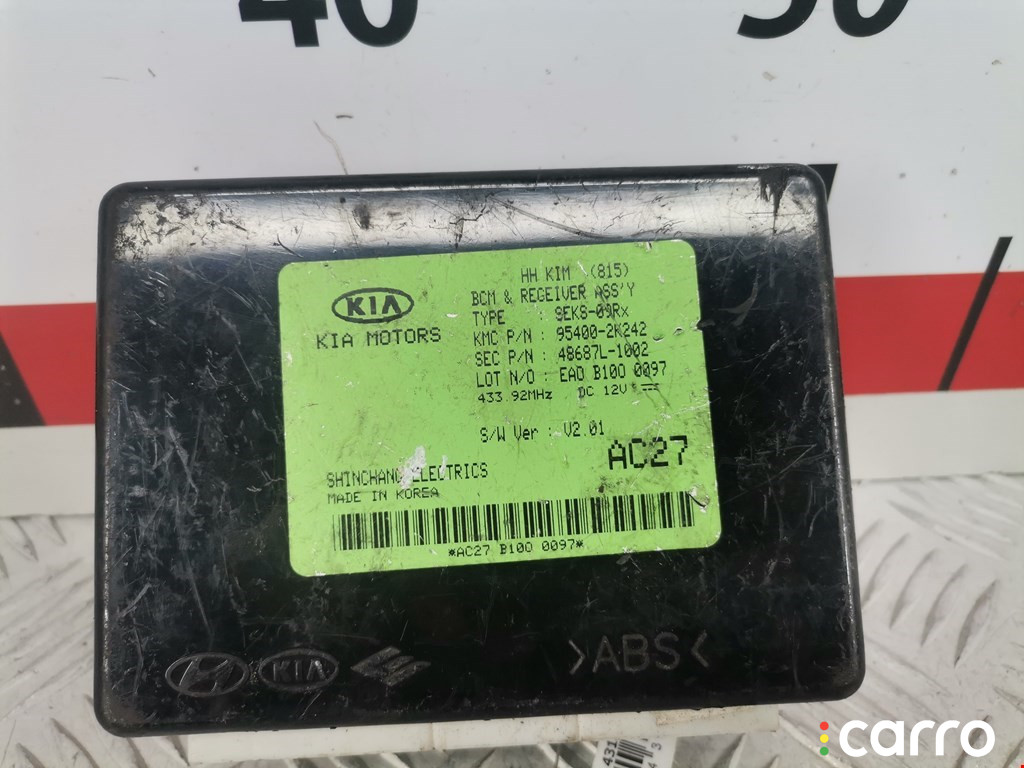 40 50
HH KIM (815)
BCM & RECEIVER ASS'Y
KIA
KIA MOTORS
TYPE : SEKS-09Rx
KMC P/N : 95400-2K242
SEC P/N : 48687L-1002
LOT N/O : EAO B100 0097
433.92MHz DC 12V
S/W Ver : V2.01
AC27
SHINCHANG ELECTRICS
MADE IN KOREA
*AC27 B100 0097*
KIA
>ABS<
carro